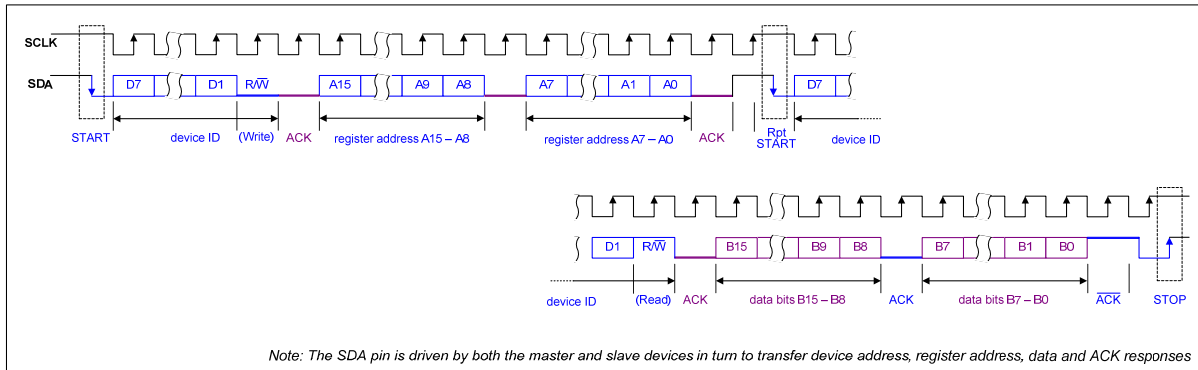 SCLK
SDA
D7 D1 R/W̅ A15 A9 A8 A7 A1 A0 D7
START device ID (Write) ACK register address A15 – A8 register address A7 – A0 ACK Rpt START device ID
D1 R/W̅ B15 B9 B8 B7 B1 B0
device ID (Read) ACK data bits B15 – B8 ACK data bits B7 – B0 A̅C̅K̅ STOP
Note: The SDA pin is driven by both the master and slave devices in turn to transfer device address, register address, data and ACK responses